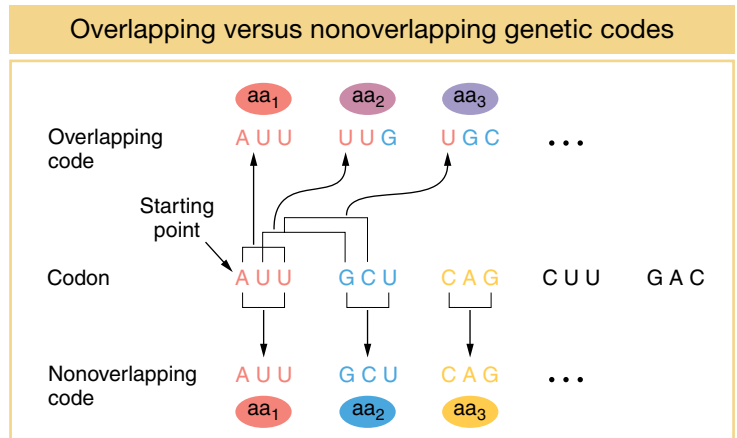 Overlapping versus nonoverlapping genetic codes
aa1 aa2 aa3
Overlapping code A U U U U G U G C ...
Starting point
Codon A U U G C U C A G C U U G A C
Nonoverlapping code A U U G C U C A G ...
aa1 aa2 aa3